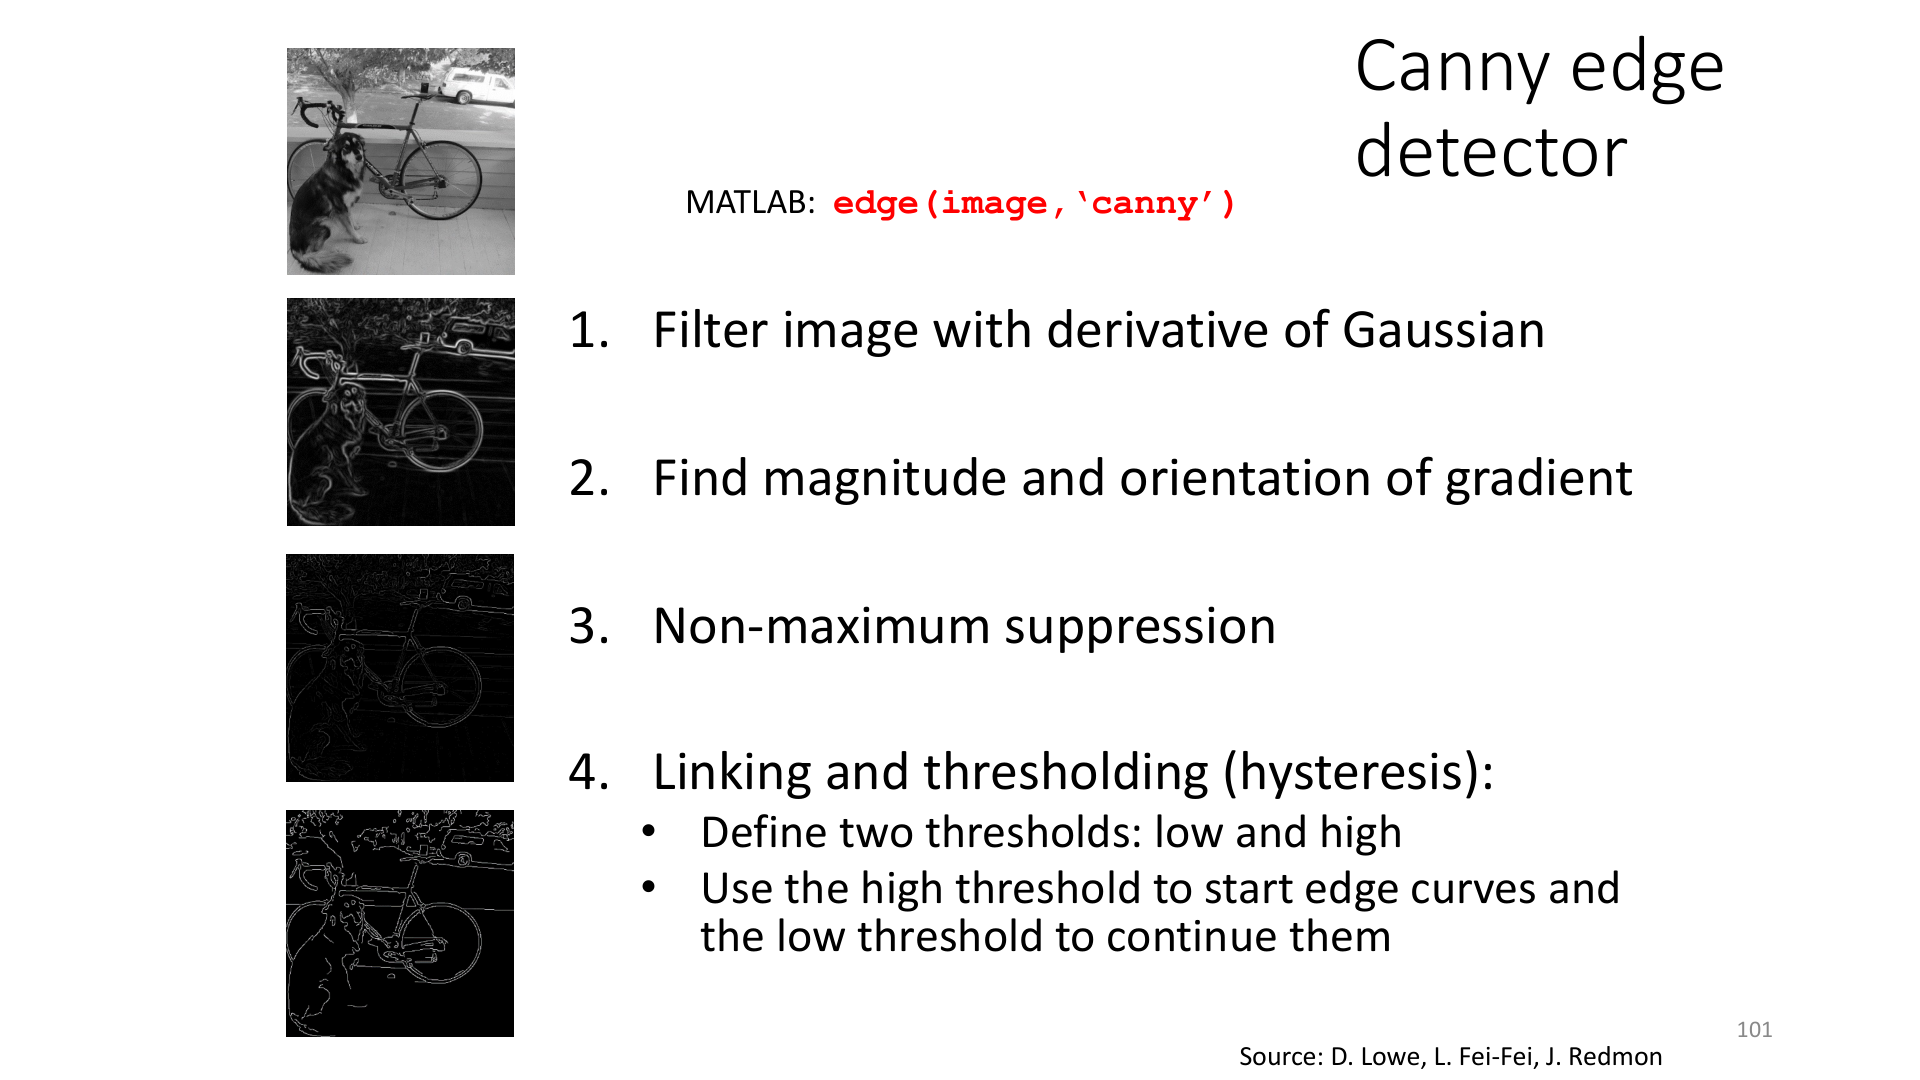 Canny edge
detector
MATLAB: edge(image,‘canny’)
1. Filter image with derivative of Gaussian
2. Find magnitude and orientation of gradient
3. Non-maximum suppression
4. Linking and thresholding (hysteresis):
• Define two thresholds: low and high
• Use the high threshold to start edge curves and
the low threshold to continue them
101
Source: D. Lowe, L. Fei-Fei, J. Redmon